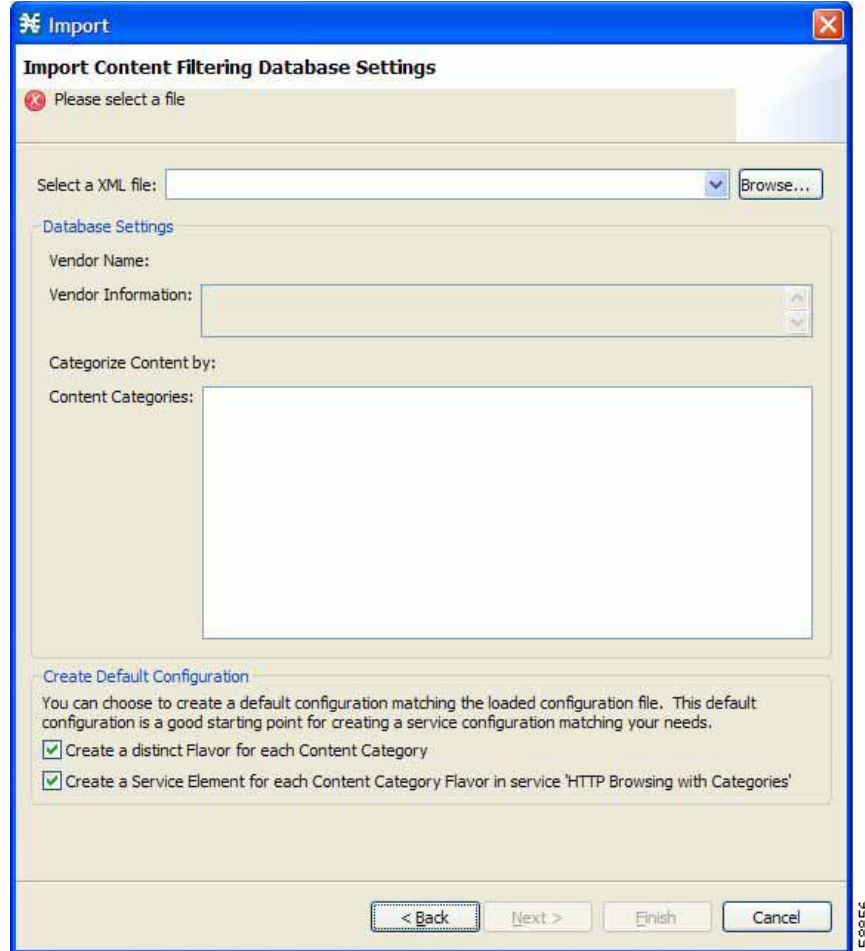 Import
Import Content Filtering Database Settings
Please select a file
Select a XML file:
Browse...
Database Settings
Vendor Name:
Vendor Information:
Categorize Content by:
Content Categories:
Create Default Configuration
You can choose to create a default configuration matching the loaded configuration file. This default
configuration is a good starting point for creating a service configuration matching your needs.
Create a distinct Flavor for each Content Category
Create a Service Element for each Content Category Flavor in service 'HTTP Browsing with Categories'
< Back
Next >
Finish
Cancel